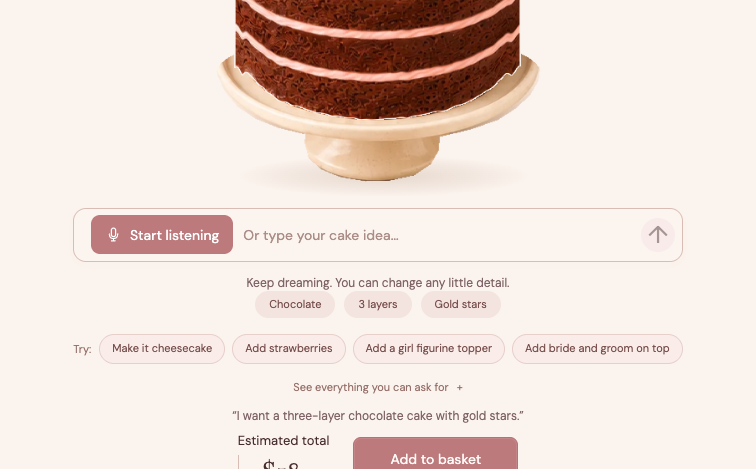 Start listening
Or type your cake idea...
Keep dreaming. You can change any little detail.
Chocolate 3 layers Gold stars
Try: Make it cheesecake Add strawberries Add a girl figurine topper Add bride and groom on top
See everything you can ask for +
“I want a three-layer chocolate cake with gold stars.”
Estimated total
Add to basket